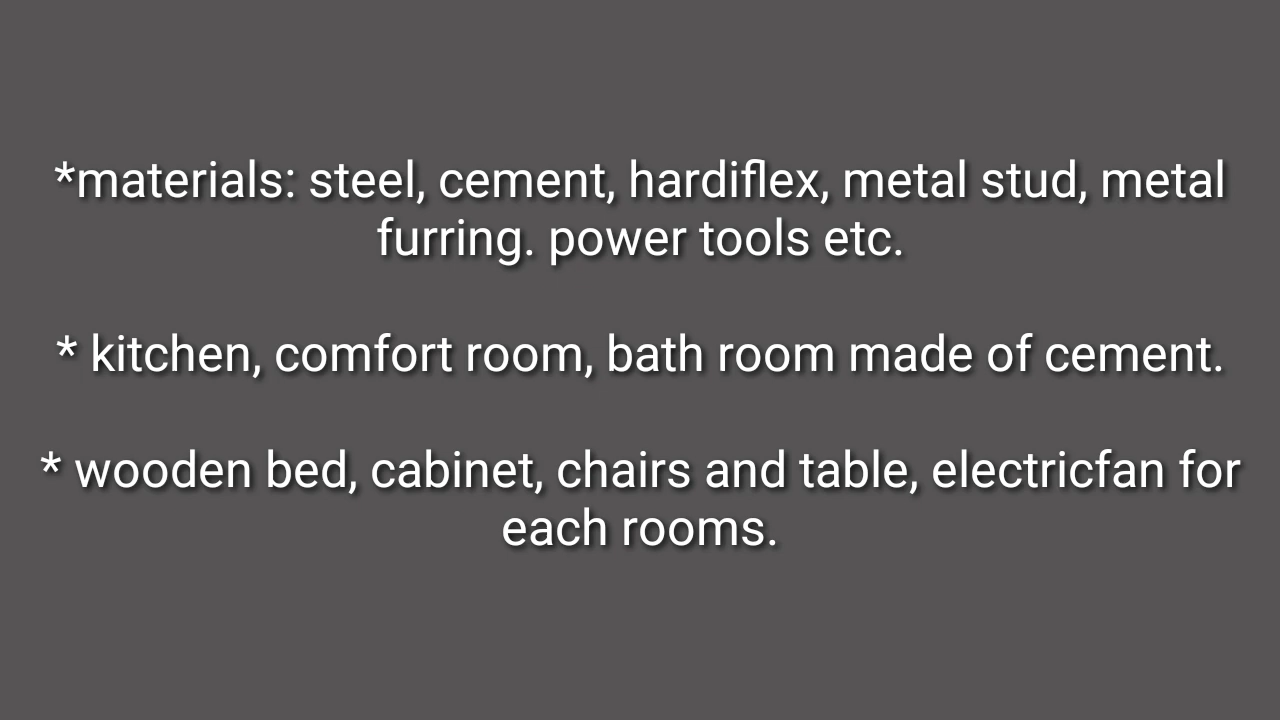 *materials: steel, cement, hardiflex, metal stud, metal
furring. power tools etc.
* kitchen, comfort room, bath room made of cement.
* wooden bed, cabinet, chairs and table, electricfan for
each rooms.